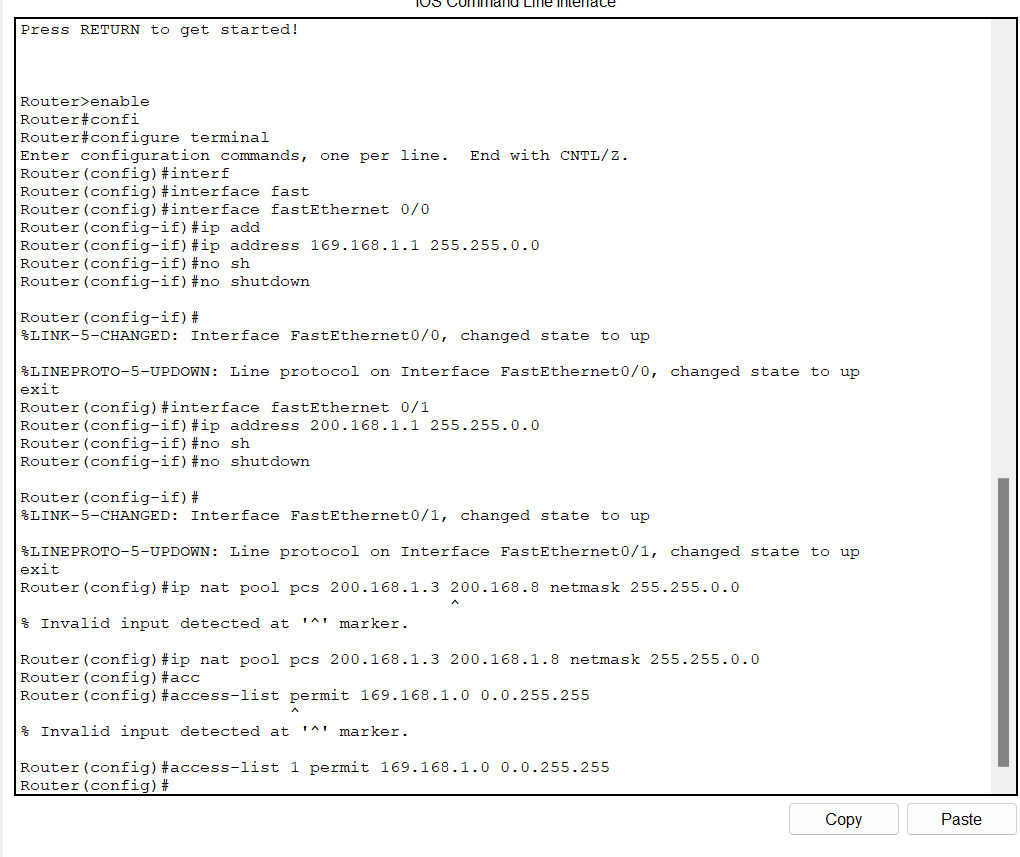 IOS Command Line Interface
Press RETURN to get started!
Router>enable
Router#confi
Router#configure terminal
Enter configuration commands, one per line.  End with CNTL/Z.
Router(config)#interf
Router(config)#interface fast
Router(config)#interface fastEthernet 0/0
Router(config-if)#ip add
Router(config-if)#ip address 169.168.1.1 255.255.0.0
Router(config-if)#no sh
Router(config-if)#no shutdown
Router(config-if)#
%LINK-5-CHANGED: Interface FastEthernet0/0, changed state to up
%LINEPROTO-5-UPDOWN: Line protocol on Interface FastEthernet0/0, changed state to up
exit
Router(config)#interface fastEthernet 0/1
Router(config-if)#ip address 200.168.1.1 255.255.0.0
Router(config-if)#no sh
Router(config-if)#no shutdown
Router(config-if)#
%LINK-5-CHANGED: Interface FastEthernet0/1, changed state to up
%LINEPROTO-5-UPDOWN: Line protocol on Interface FastEthernet0/1, changed state to up
exit
Router(config)#ip nat pool pcs 200.168.1.3 200.168.8 netmask 255.255.0.0
^
% Invalid input detected at '^' marker.
Router(config)#ip nat pool pcs 200.168.1.3 200.168.1.8 netmask 255.255.0.0
Router(config)#acc
Router(config)#access-list permit 169.168.1.0 0.0.255.255
^
% Invalid input detected at '^' marker.
Router(config)#access-list 1 permit 169.168.1.0 0.0.255.255
Router(config)#
Copy
Paste